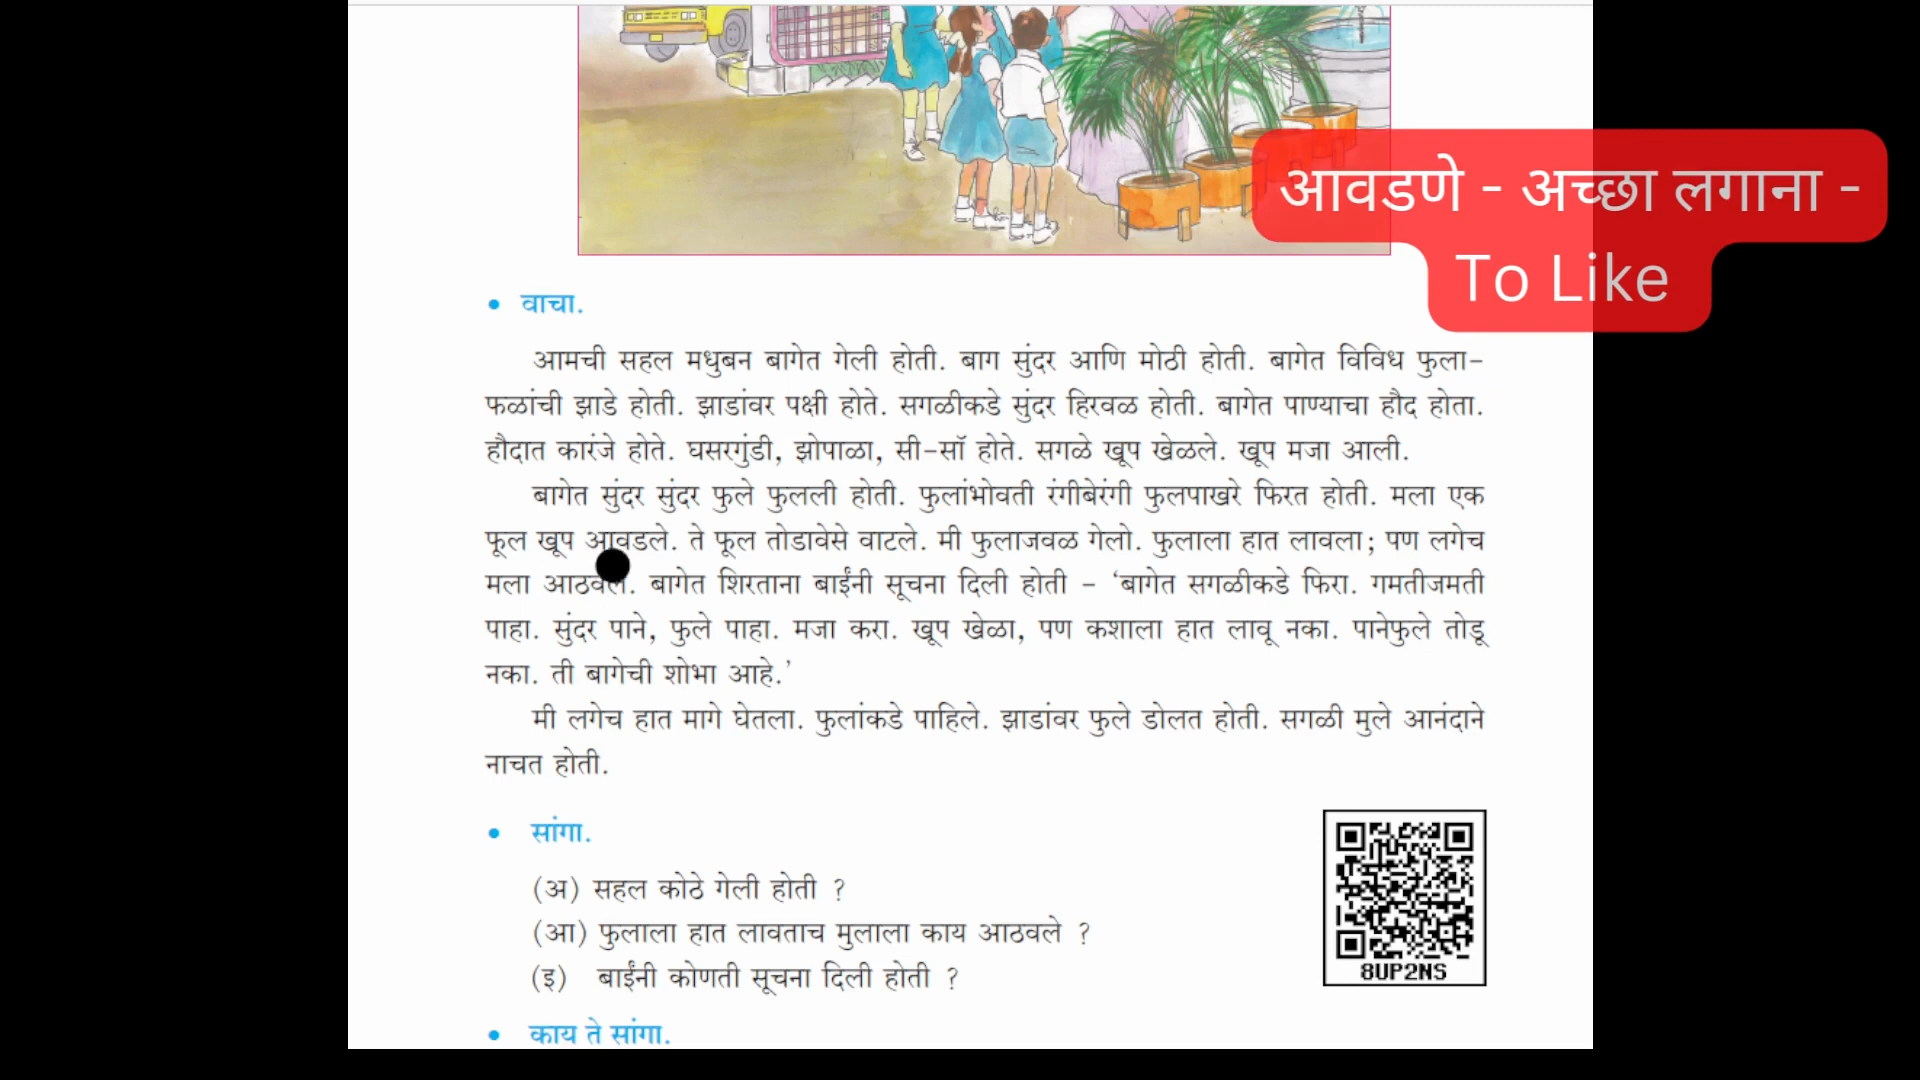 आवडणे - अच्छा लगाना -
To Like
• वाचा.
आमची सहल मधुबन बागेत गेली होती. बाग सुंदर आणि मोठी होती. बागेत विविध फुला-
फळांची झाडे होती. झाडांवर पक्षी होते. सगळीकडे सुंदर हिरवळ होती. बागेत पाण्याचा हौद होता.
हौदात कारंजे होते. घसरगुंडी, झोपाळा, सी-सॉ होते. सगळे खूप खेळले. खूप मजा आली.
बागेत सुंदर सुंदर फुले फुलली होती. फुलांभोवती रंगीबेरंगी फुलपाखरे फिरत होती. मला एक
फूल खूप आवडले. ते फूल तोडावेसे वाटले. मी फुलाजवळ गेलो. फुलाला हात लावला; पण लगेच
मला आठवले. बागेत शिरताना बाईंनी सूचना दिली होती - ‘बागेत सगळीकडे फिरा. गमतीजमती
पाहा. सुंदर पाने, फुले पाहा. मजा करा. खूप खेळा, पण कशाला हात लावू नका. पानेफुले तोडू
नका. ती बागेची शोभा आहे.’
मी लगेच हात मागे घेतला. फुलांकडे पाहिले. झाडांवर फुले डोलत होती. सगळी मुले आनंदाने
नाचत होती.
• सांगा.
(अ) सहल कोठे गेली होती ?
(आ) फुलाला हात लावताच मुलाला काय आठवले ?
(इ) बाईंनी कोणती सूचना दिली होती ?
8UP2NS
• काय ते सांगा.